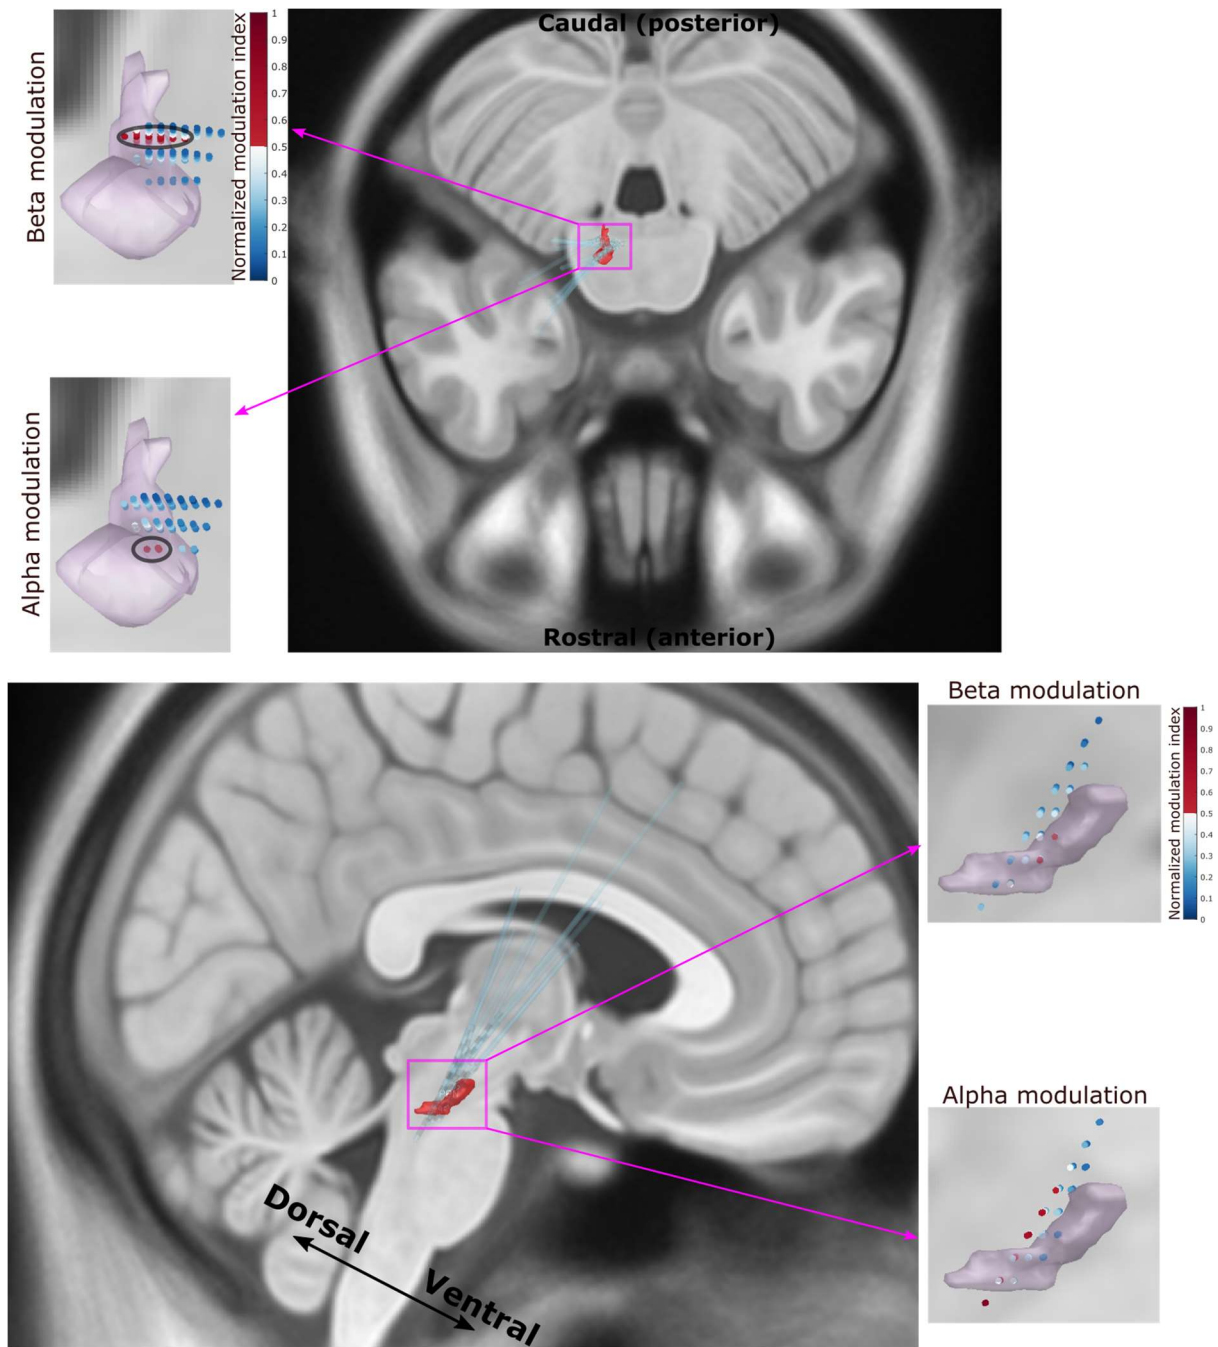 Caudal (posterior)
Beta modulation
Normalized modulation index
1
0.9
0.8
0.7
0.6
0.5
0.4
0.3
0.2
0.1
0
Alpha modulation
Rostral (anterior)
Beta modulation
Normalized modulation index
1
0.9
0.8
0.7
0.6
0.5
0.4
0.3
0.2
0.1
0
Alpha modulation
Dorsal
Ventral